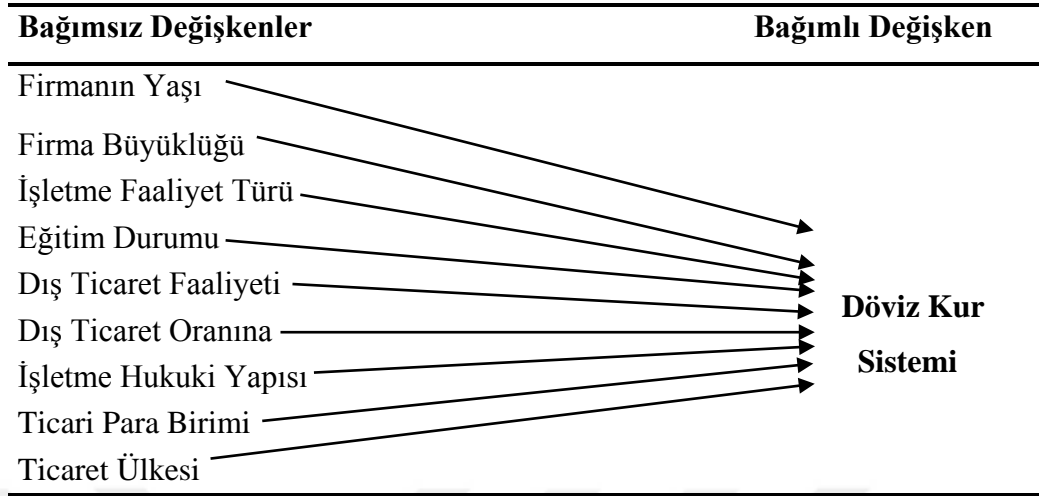 Bağımsız Değişkenler Bağımlı Değişken
Firmanın Yaşı
Firma Büyüklüğü
İşletme Faaliyet Türü
Eğitim Durumu
Dış Ticaret Faaliyeti
Dış Ticaret Oranına
İşletme Hukuki Yapısı
Ticari Para Birimi
Ticaret Ülkesi
Döviz Kur
Sistemi